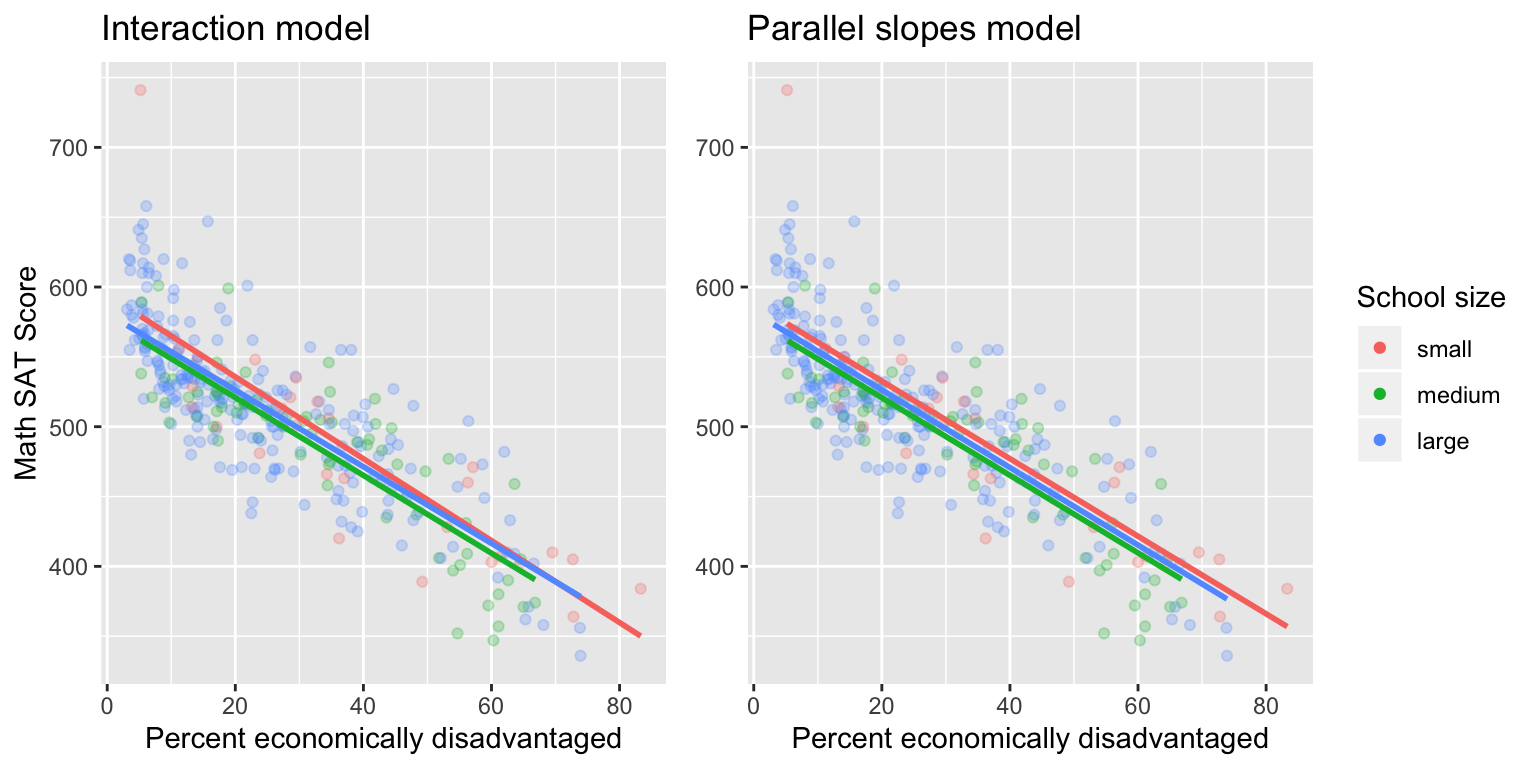 Interaction model
Parallel slopes model
Math SAT Score
700
600
500
400
0 20 40 60 80
Percent economically disadvantaged
700
600
500
400
0 20 40 60 80
Percent economically disadvantaged
School size
small
medium
large